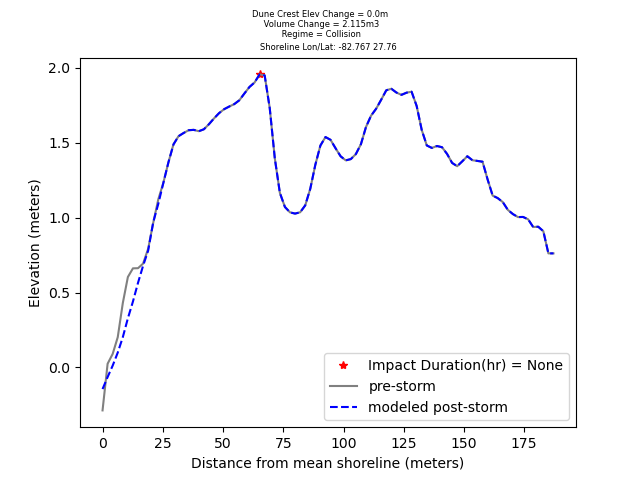 Dune Crest Elev Change = 0.0m
Volume Change = 2.115m3
Regime = Collision
Shoreline Lon/Lat: -82.767 27.76
2.0
1.5
1.0
0.5
0.0
Elevation (meters)
Impact Duration(hr) = None
pre-storm
modeled post-storm
0 25 50 75 100 125 150 175
Distance from mean shoreline (meters)